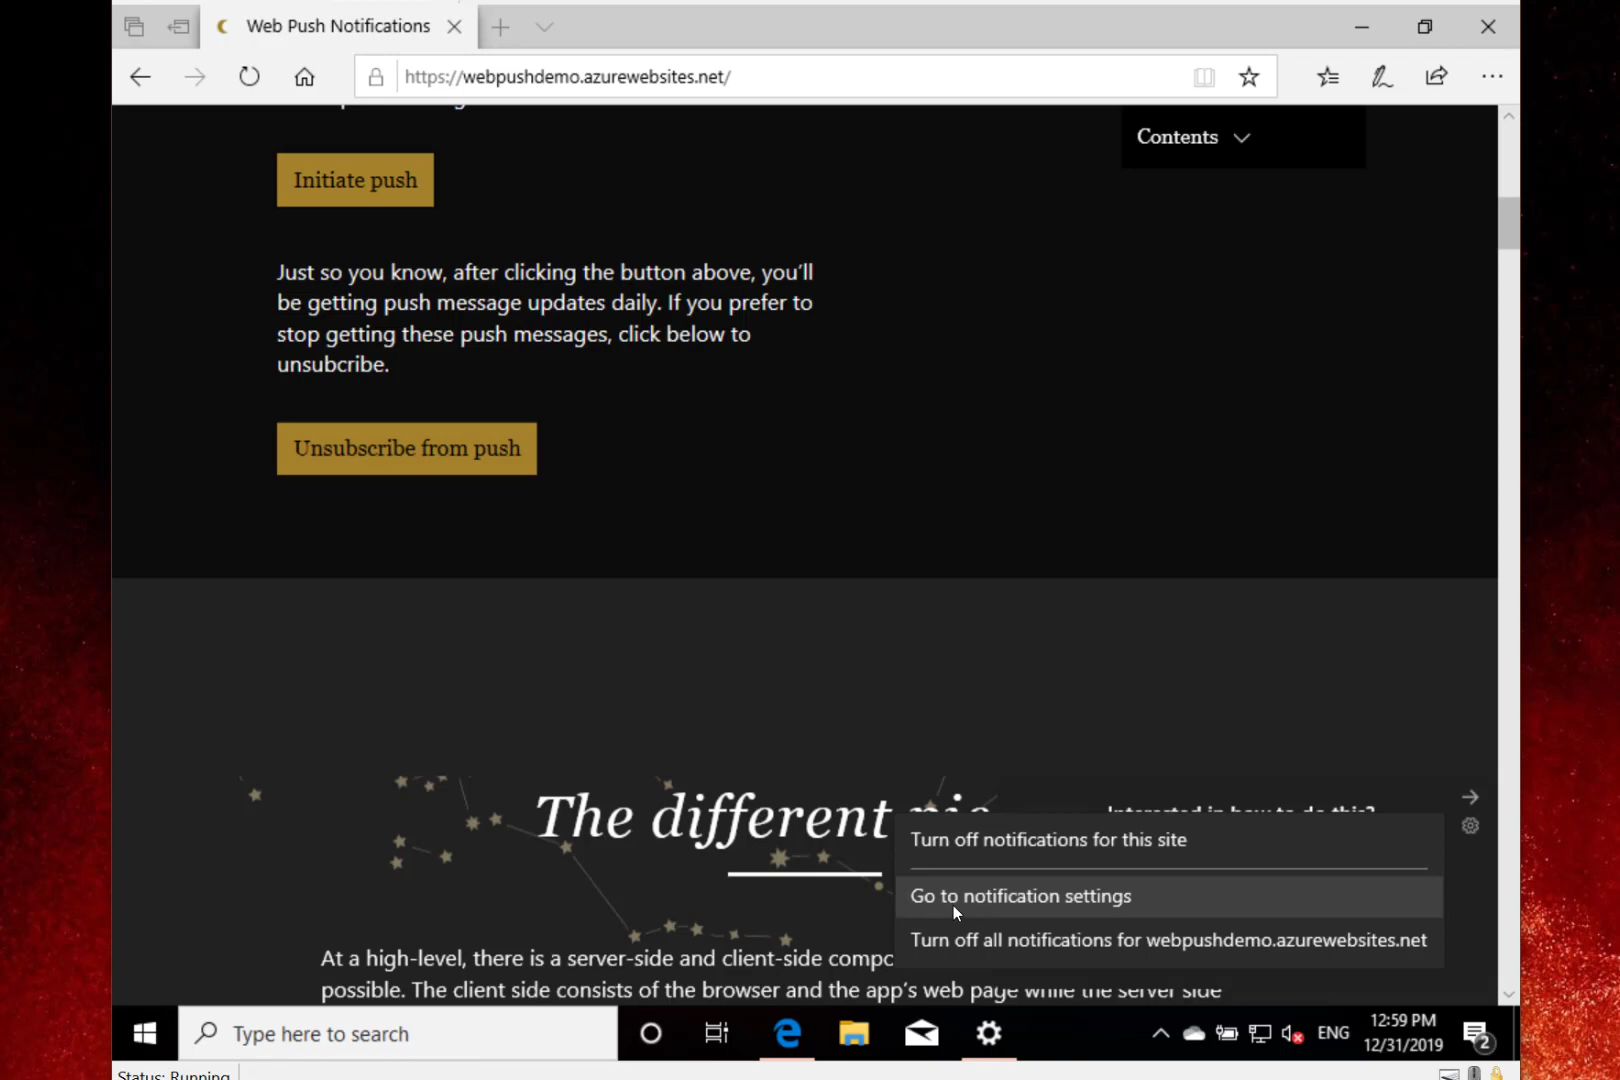 Web Push Notifications
https://webpushdemo.azurewebsites.net/
Contents
Initiate push
Just so you know, after clicking the button above, you'll
be getting push message updates daily. If you prefer to
stop getting these push messages, click below to
unsubcribe.
Unsubscribe from push
The different
Interested in how to do this?
Turn off notifications for this site
Go to notification settings
Turn off all notifications for webpushdemo.azurewebsites.net
At a high-level, there is a server-side and client-side compo
possible. The client side consists of the browser and the app's web page while the server side
Type here to search
ENG
12:59 PM
12/31/2019
2
Status: Running